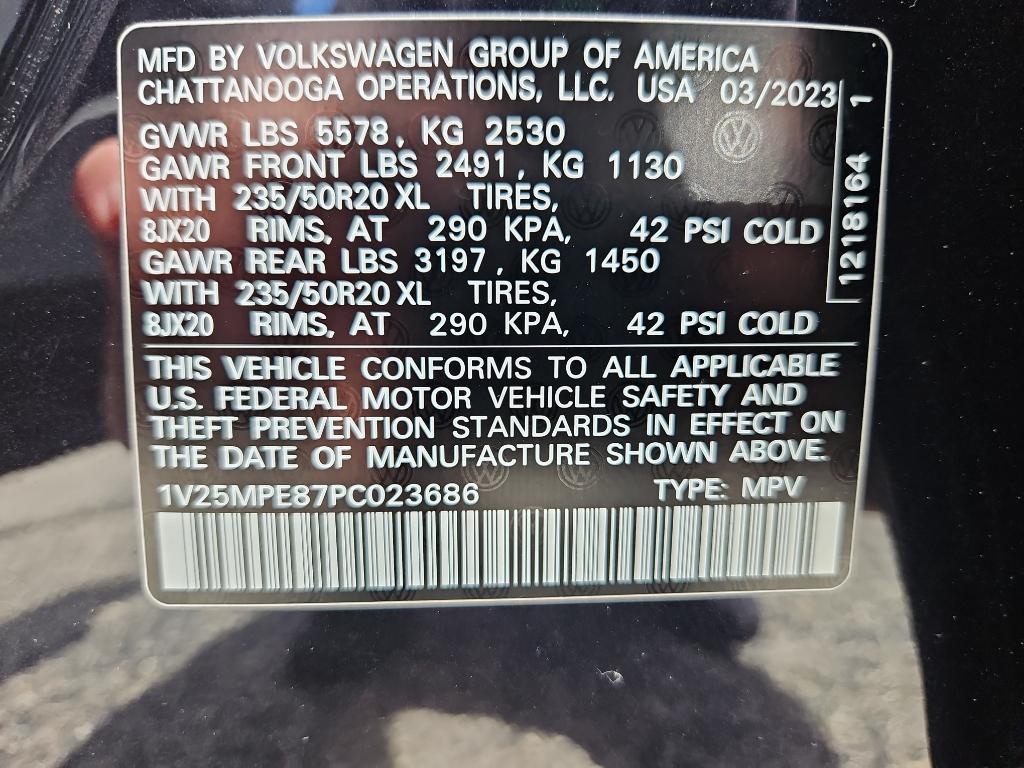 MFD BY VOLKSWAGEN GROUP OF AMERICA
CHATTANOOGA OPERATIONS, LLC. USA 03/2023
GVWR LBS 5578, KG 2530
GAWR FRONT LBS 2491, KG 1130
WITH 235/50R20 XL TIRES,
8JX20 RIMS, AT 290 KPA, 42 PSI COLD
GAWR REAR LBS 3197, KG 1450
WITH 235/50R20 XL TIRES,
8JX20 RIMS, AT 290 KPA, 42 PSI COLD
1218164 1
THIS VEHICLE CONFORMS TO ALL APPLICABLE
U.S. FEDERAL MOTOR VEHICLE SAFETY AND
THEFT PREVENTION STANDARDS IN EFFECT ON
THE DATE OF MANUFACTURE SHOWN ABOVE.
1V25MPE87PC023686 TYPE: MPV